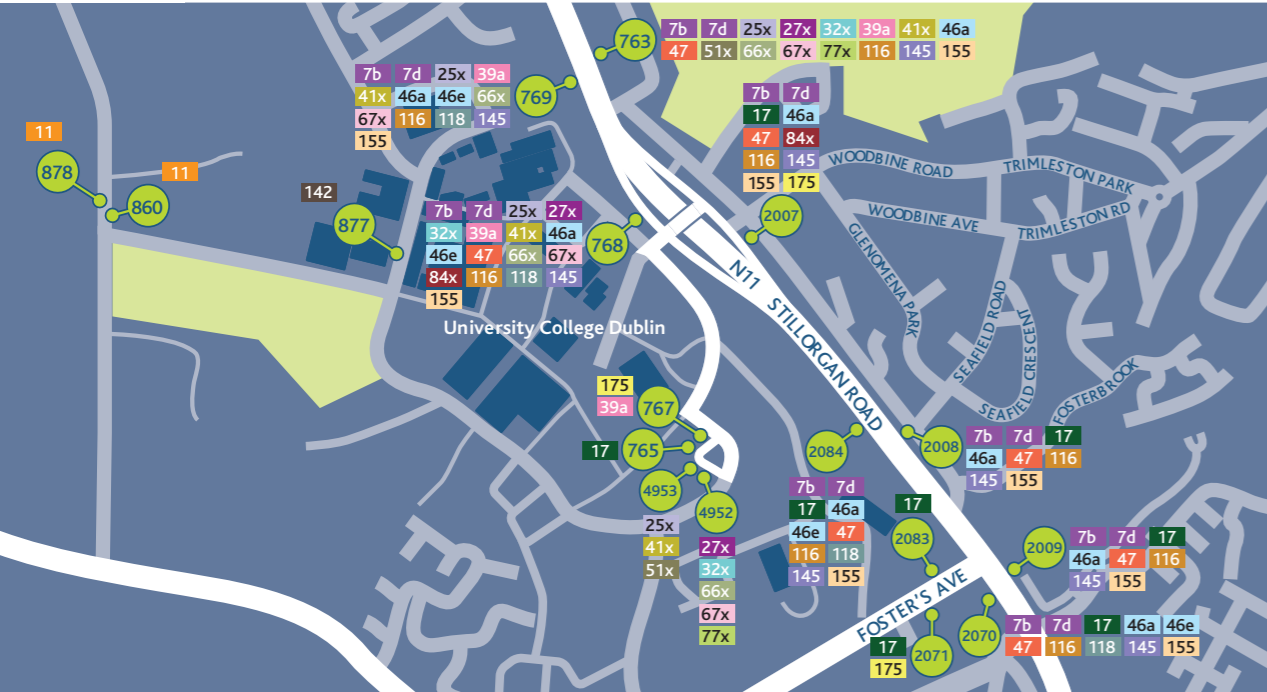 763
7b 7d 25x 27x 32x 39a 41x 46a
47 51x 66x 67x 77x 116 145 155
7b 7d 25x 39a
41x 46a 46e 66x
67x 116 118 145
155
769
7b 7d
17 46a
47 84x
116 145
155 175
2007
11
878
11
860
142
877
7b 7d 25x 27x
32x 39a 41x 46a
46e 47 66x 67x
84x 116 118 145
155
768
WOODBINE ROAD
TRIMLESTON PARK
WOODBINE AVE
TRIMLESTON RD
GLENOMENA PARK
SEAFIELD ROAD
SEAFIELD CRESCENT
FOSTERBROOK
N11 STILLORGAN ROAD
University College Dublin
175
39a
767
17
765
4953
25x
41x
51x
4952
27x
32x
66x
67x
77x
2084
7b 7d
17 46a
46e 47
116 118
145 155
2008
7b 7d 17
46a 47 116
145 155
17
2083
2009
7b 7d 17
46a 47 116
145 155
FOSTER'S AVE
17
175
2071
2070
7b 7d 17 46a 46e
47 116 118 145 155